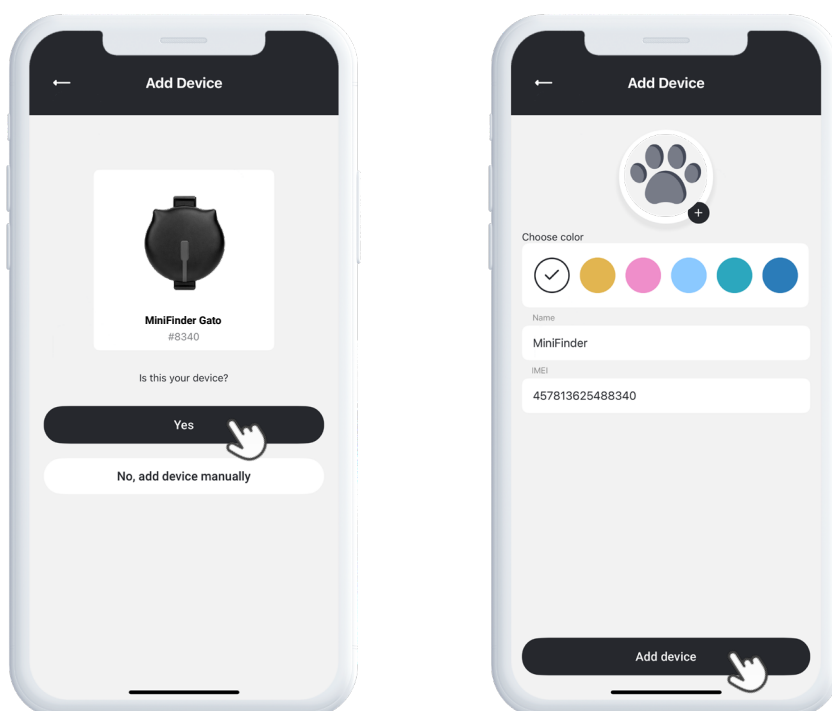 Add Device
MiniFinder Gato
#8340
Is this your device?
Yes
No, add device manually
Add Device
Choose color
Name
MiniFinder
IMEI
457813625488340
Add device